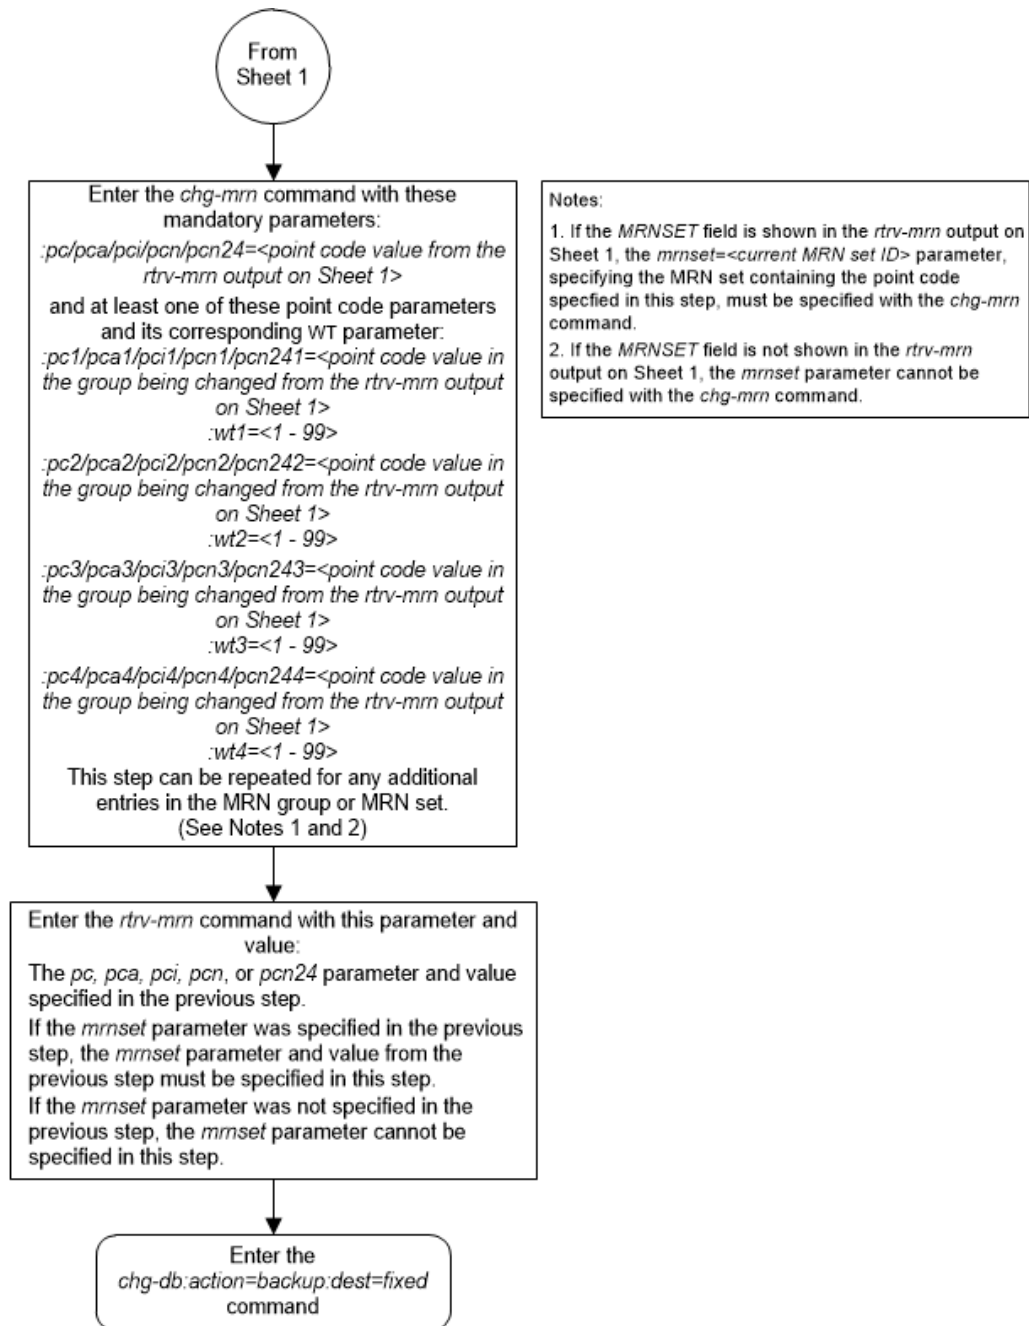 From
Sheet 1
Enter the chg-mrn command with these
mandatory parameters:
:pc/pca/pci/pcn/pcn24=<point code value from the
rtrv-mrn output on Sheet 1>
and at least one of these point code parameters
and its corresponding WT parameter:
:pc1/pca1/pci1/pcn1/pcn241=<point code value in
the group being changed from the rtrv-mrn output
on Sheet 1>
:wt1=<1 - 99>
:pc2/pca2/pci2/pcn2/pcn242=<point code value in
the group being changed from the rtrv-mrn output
on Sheet 1>
:wt2=<1 - 99>
:pc3/pca3/pci3/pcn3/pcn243=<point code value in
the group being changed from the rtrv-mrn output
on Sheet 1>
:wt3=<1 - 99>
:pc4/pca4/pci4/pcn4/pcn244=<point code value in
the group being changed from the rtrv-mrn output
on Sheet 1>
:wt4=<1 - 99>
This step can be repeated for any additional
entries in the MRN group or MRN set.
(See Notes 1 and 2)
Notes:
1. If the MRNSET field is shown in the rtrv-mrn output on
Sheet 1, the mrnset=<current MRN set ID> parameter,
specifying the MRN set containing the point code
specfied in this step, must be specified with the chg-mrn
command.
2. If the MRNSET field is not shown in the rtrv-mrn
output on Sheet 1, the mrnset parameter cannot be
specified with the chg-mrn command.
Enter the rtrv-mrn command with this parameter and
value:
The pc, pca, pci, pcn, or pcn24 parameter and value
specified in the previous step.
If the mrnset parameter was specified in the previous
step, the mrnset parameter and value from the
previous step must be specified in this step.
If the mrnset parameter was not specified in the
previous step, the mrnset parameter cannot be
specified in this step.
Enter the
chg-db:action=backup:dest=fixed
command